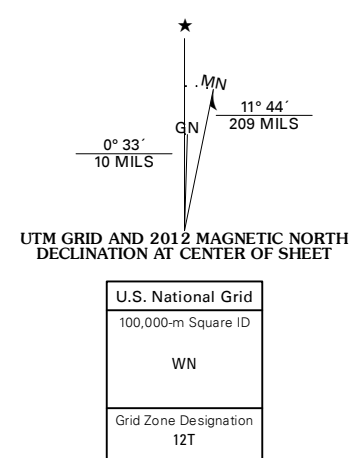 ★
MN
11° 44´
209 MILS
GN
0° 33´
10 MILS
UTM GRID AND 2012 MAGNETIC NORTH
DECLINATION AT CENTER OF SHEET
U.S. National Grid
100,000-m Square ID
WN
Grid Zone Designation
12T